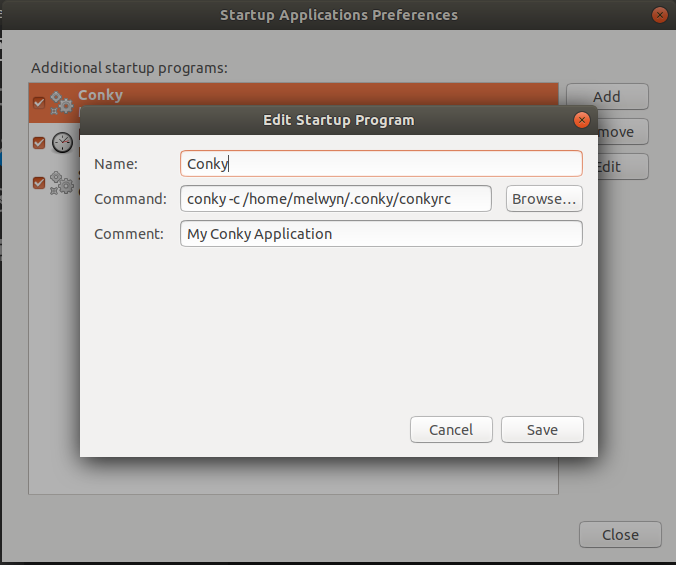 Startup Applications Preferences
Additional startup programs:
Conky
Add
Edit Startup Program
move
Name: Conky
Edit
Command: conky -c /home/melwyn/.conky/conkyrc Browse...
Comment: My Conky Application
Cancel Save
Close